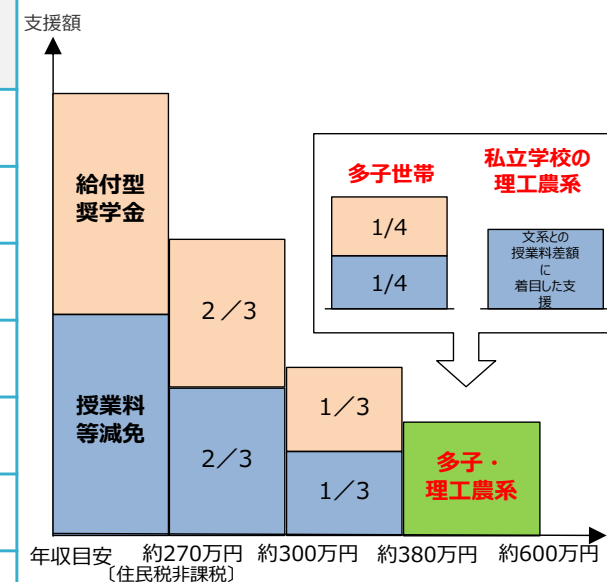 支援額
給付型
奨学金
授業料
等減免
2／3
2/3
1／3
1／3
多子世帯
1/4
1/4
私立学校の
理工農系
文系との
授業料差額
に
着目した支
援
多子・
理工農系
年収目安
約270万円
〔住民税非課税〕
約300万円
約380万円
約600万円